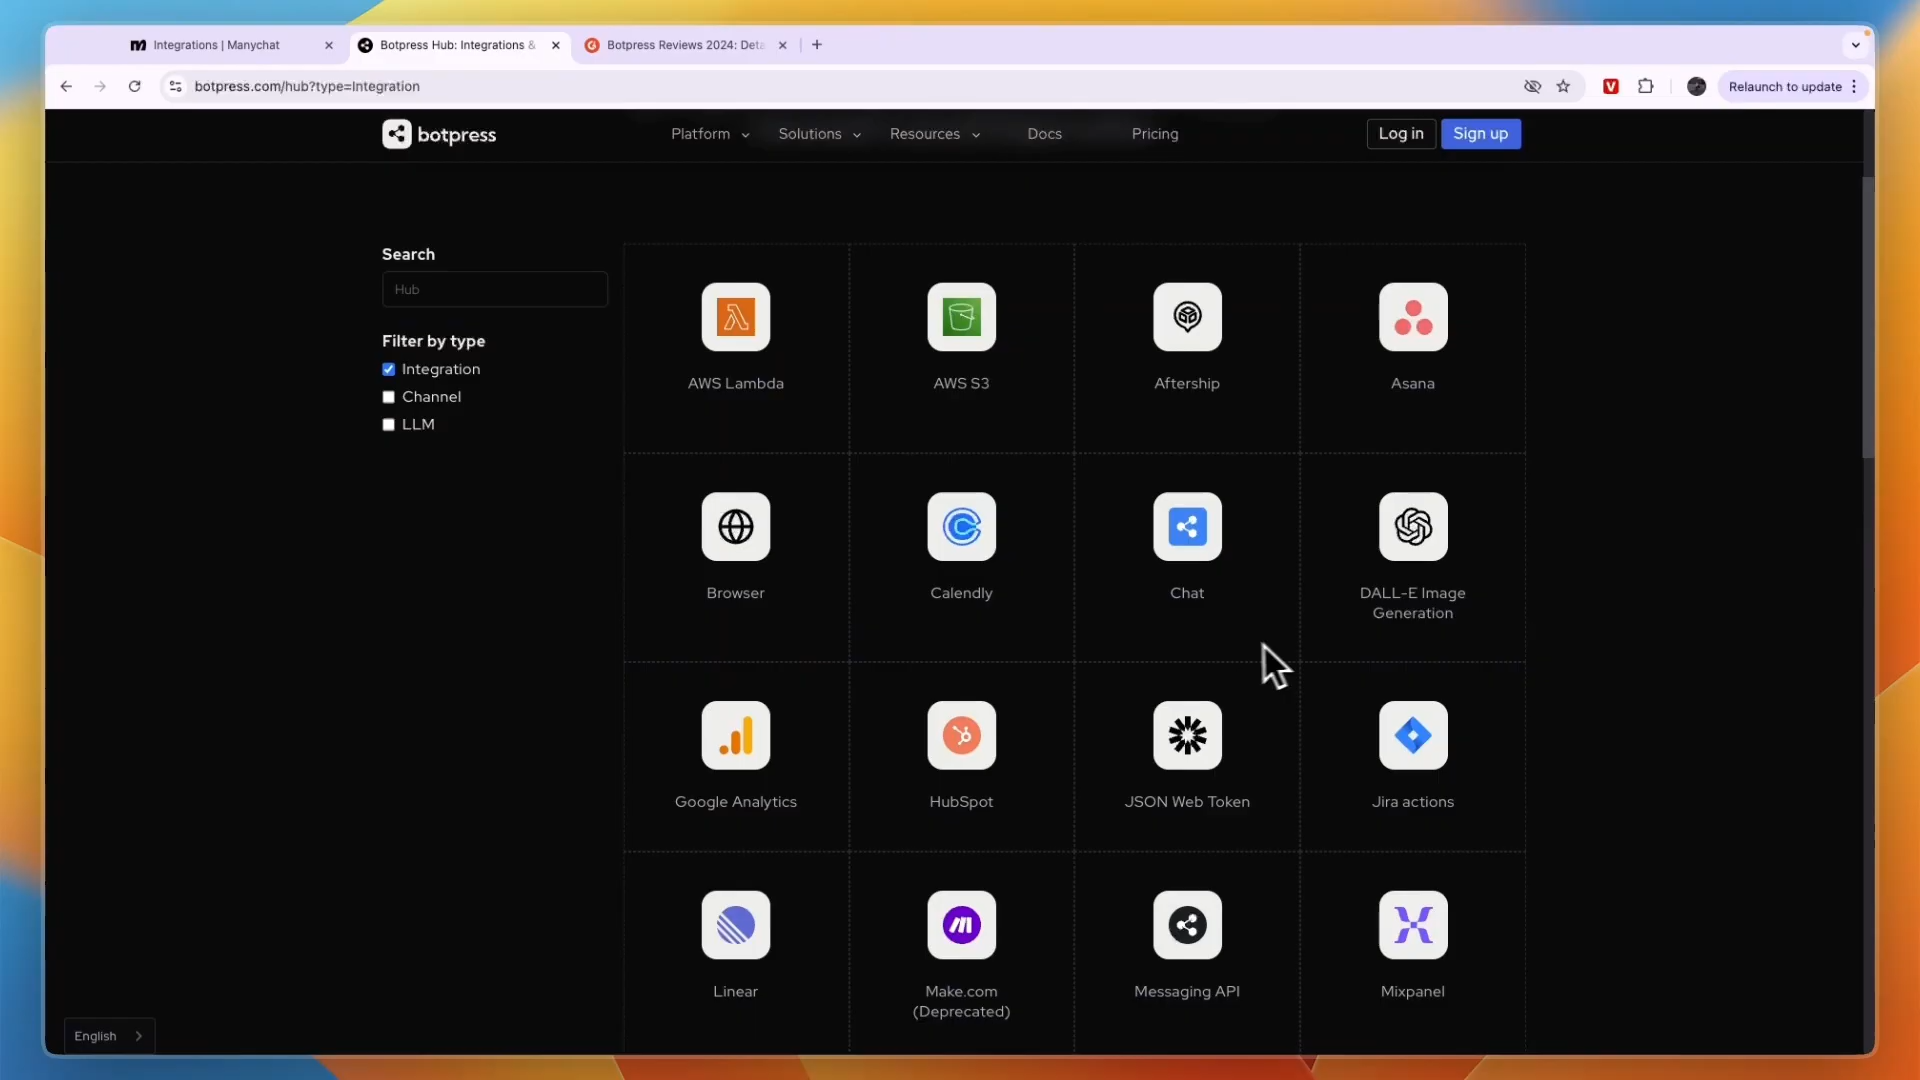 Integrations | Manychat
Botpress Hub: Integrations &
Botpress Reviews 2024: Deta
botpress.com/hub?type=Integration
Relaunch to update
botpress
Platform
Solutions
Resources
Docs
Pricing
Log in
Sign up
Search
Hub
Filter by type
Integration
Channel
LLM
AWS Lambda
AWS S3
Aftership
Asana
Browser
Calendly
Chat
DALL-E Image
Generation
Google Analytics
HubSpot
JSON Web Token
Jira actions
Linear
Make.com
(Deprecated)
Messaging API
Mixpanel
English